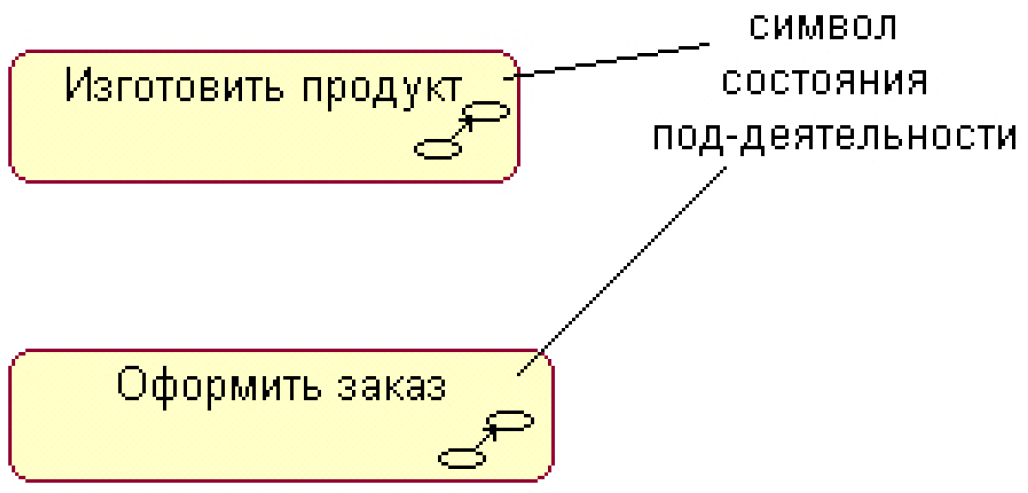 символ
состояния
под-деятельности
Изготовить продукт
Оформить заказ